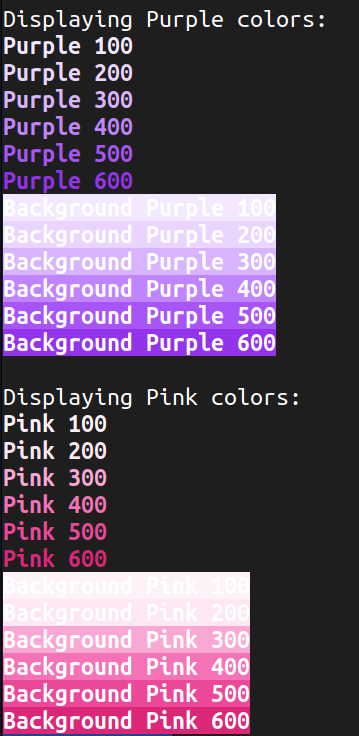 Displaying Purple colors:
Purple 100
Purple 200
Purple 300
Purple 400
Purple 500
Purple 600
Background Purple 100
Background Purple 200
Background Purple 300
Background Purple 400
Background Purple 500
Background Purple 600
Displaying Pink colors:
Pink 100
Pink 200
Pink 300
Pink 400
Pink 500
Pink 600
Background Pink 100
Background Pink 200
Background Pink 300
Background Pink 400
Background Pink 500
Background Pink 600